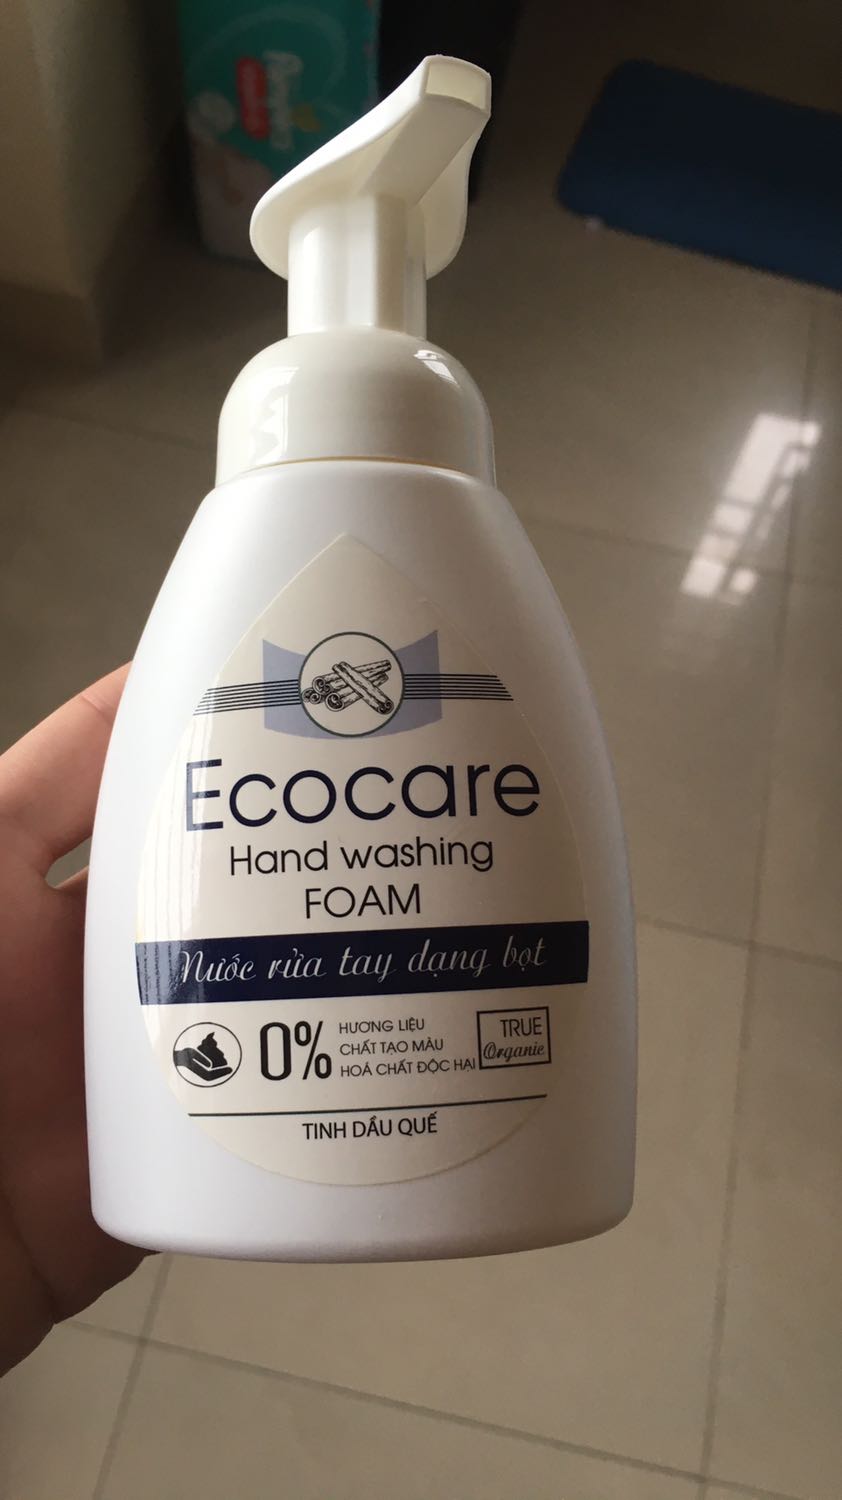 Pampers
Ecocare
Hand washing
FOAM
Nước rửa tay dạng bọt
0%
HƯƠNG LIỆU
CHẤT TẠO MÀU
HOÁ CHẤT ĐỘC HẠI
TRUE
Organic
TINH DẦU QUẾ